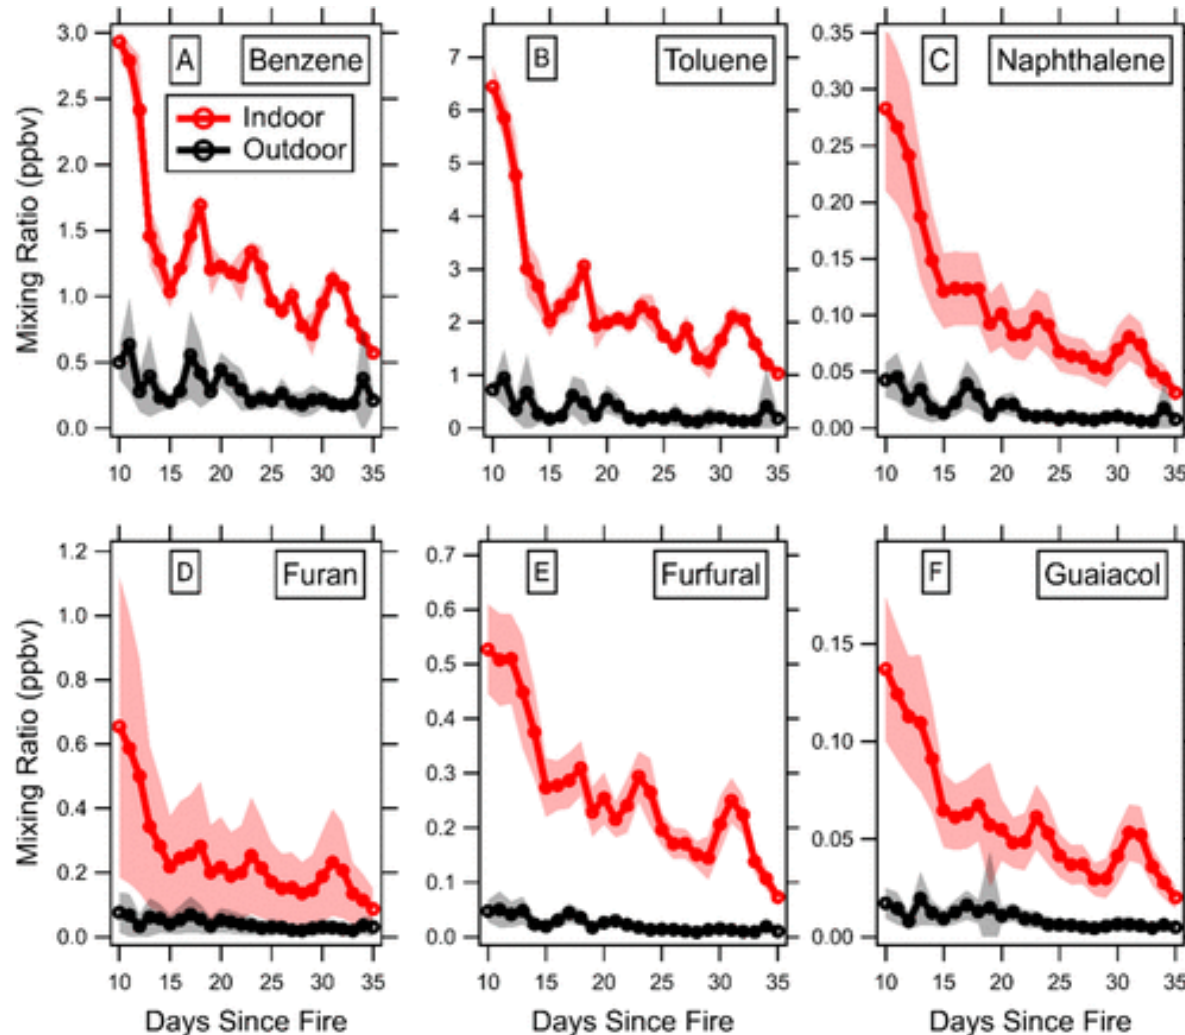 A
Benzene
Indoor
Outdoor
3.0
2.5
2.0
1.5
1.0
0.5
0.0
Mixing Ratio (ppbv)
10 15 20 25 30 35
B
Toluene
7
6
5
4
3
2
1
0
10 15 20 25 30 35
C
Naphthalene
0.35
0.30
0.25
0.20
0.15
0.10
0.05
0.00
10 15 20 25 30 35
D
Furan
1.2
1.0
0.8
0.6
0.4
0.2
0.0
Mixing Ratio (ppbv)
10 15 20 25 30 35
Days Since Fire
E
Furfural
0.7
0.6
0.5
0.4
0.3
0.2
0.1
0.0
10 15 20 25 30 35
Days Since Fire
F
Guaiacol
0.15
0.10
0.05
0.00
10 15 20 25 30 35
Days Since Fire